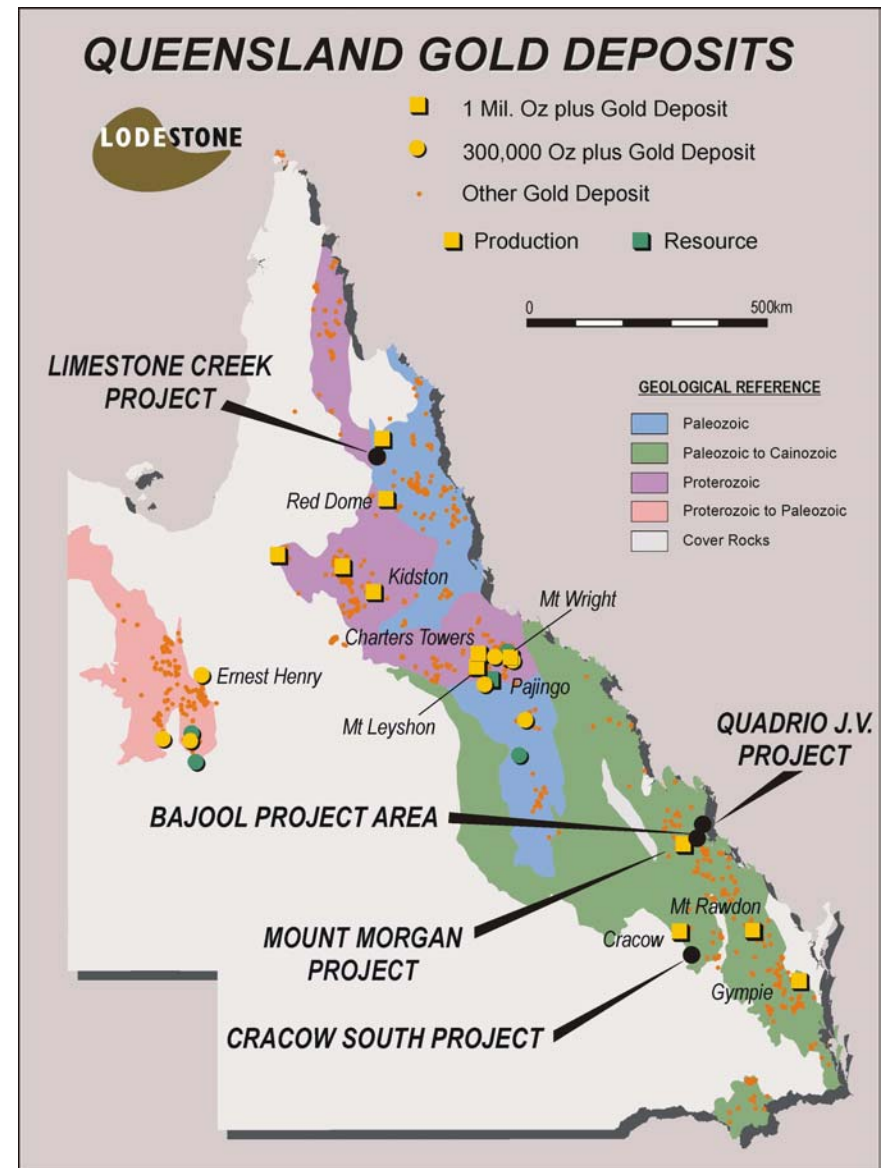 QUEENSLAND GOLD DEPOSITS
LODESTONE
1 Mil. Oz plus Gold Deposit
300,000 Oz plus Gold Deposit
Other Gold Deposit
Production
Resource
0
500km
LIMESTONE CREEK
PROJECT
GEOLOGICAL REFERENCE
Paleozoic
Paleozoic to Cainozoic
Proterozoic
Proterozoic to Paleozoic
Cover Rocks
Red Dome
Kidston
Mt Wright
Charters Towers
Ernest Henry
Pajingo
Mt Leyshon
QUADRIO J.V.
PROJECT
BAJOOL PROJECT AREA
Mt Rawdon
MOUNT MORGAN
PROJECT
Cracow
Gympie
CRACOW SOUTH PROJECT